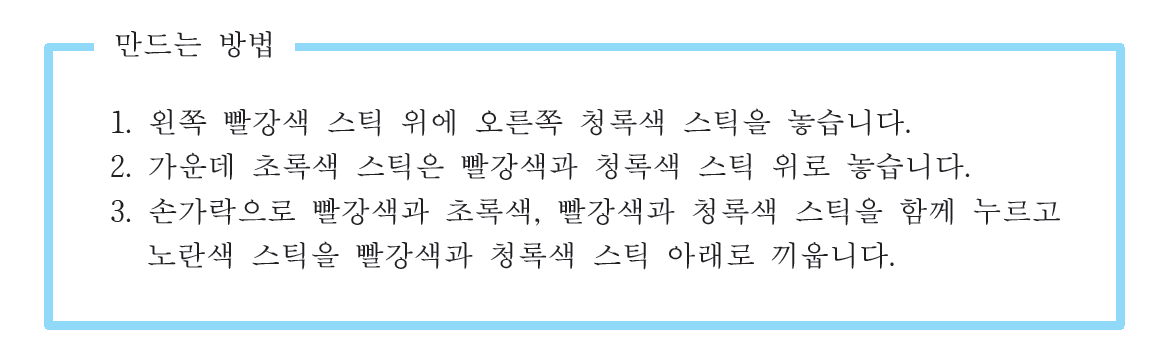 만드는 방법
1. 왼쪽 빨강색 스틱 위에 오른쪽 청록색 스틱을 놓습니다.
2. 가운데 초록색 스틱은 빨강색과 청록색 스틱 위로 놓습니다.
3. 손가락으로 빨강색과 초록색, 빨강색과 청록색 스틱을 함께 누르고
노란색 스틱을 빨강색과 청록색 스틱 아래로 끼웁니다.